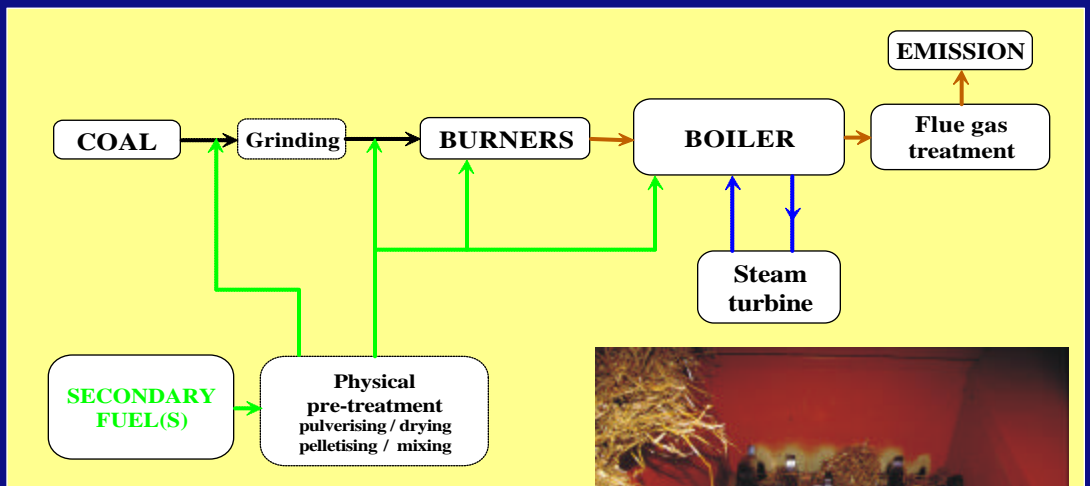 EMISSION
COAL
Grinding
BURNERS
BOILER
Flue gas
treatment
Steam
turbine
SECONDARY
FUEL(S)
Physical
pre-treatment
pulverising / drying
pelletising / mixing